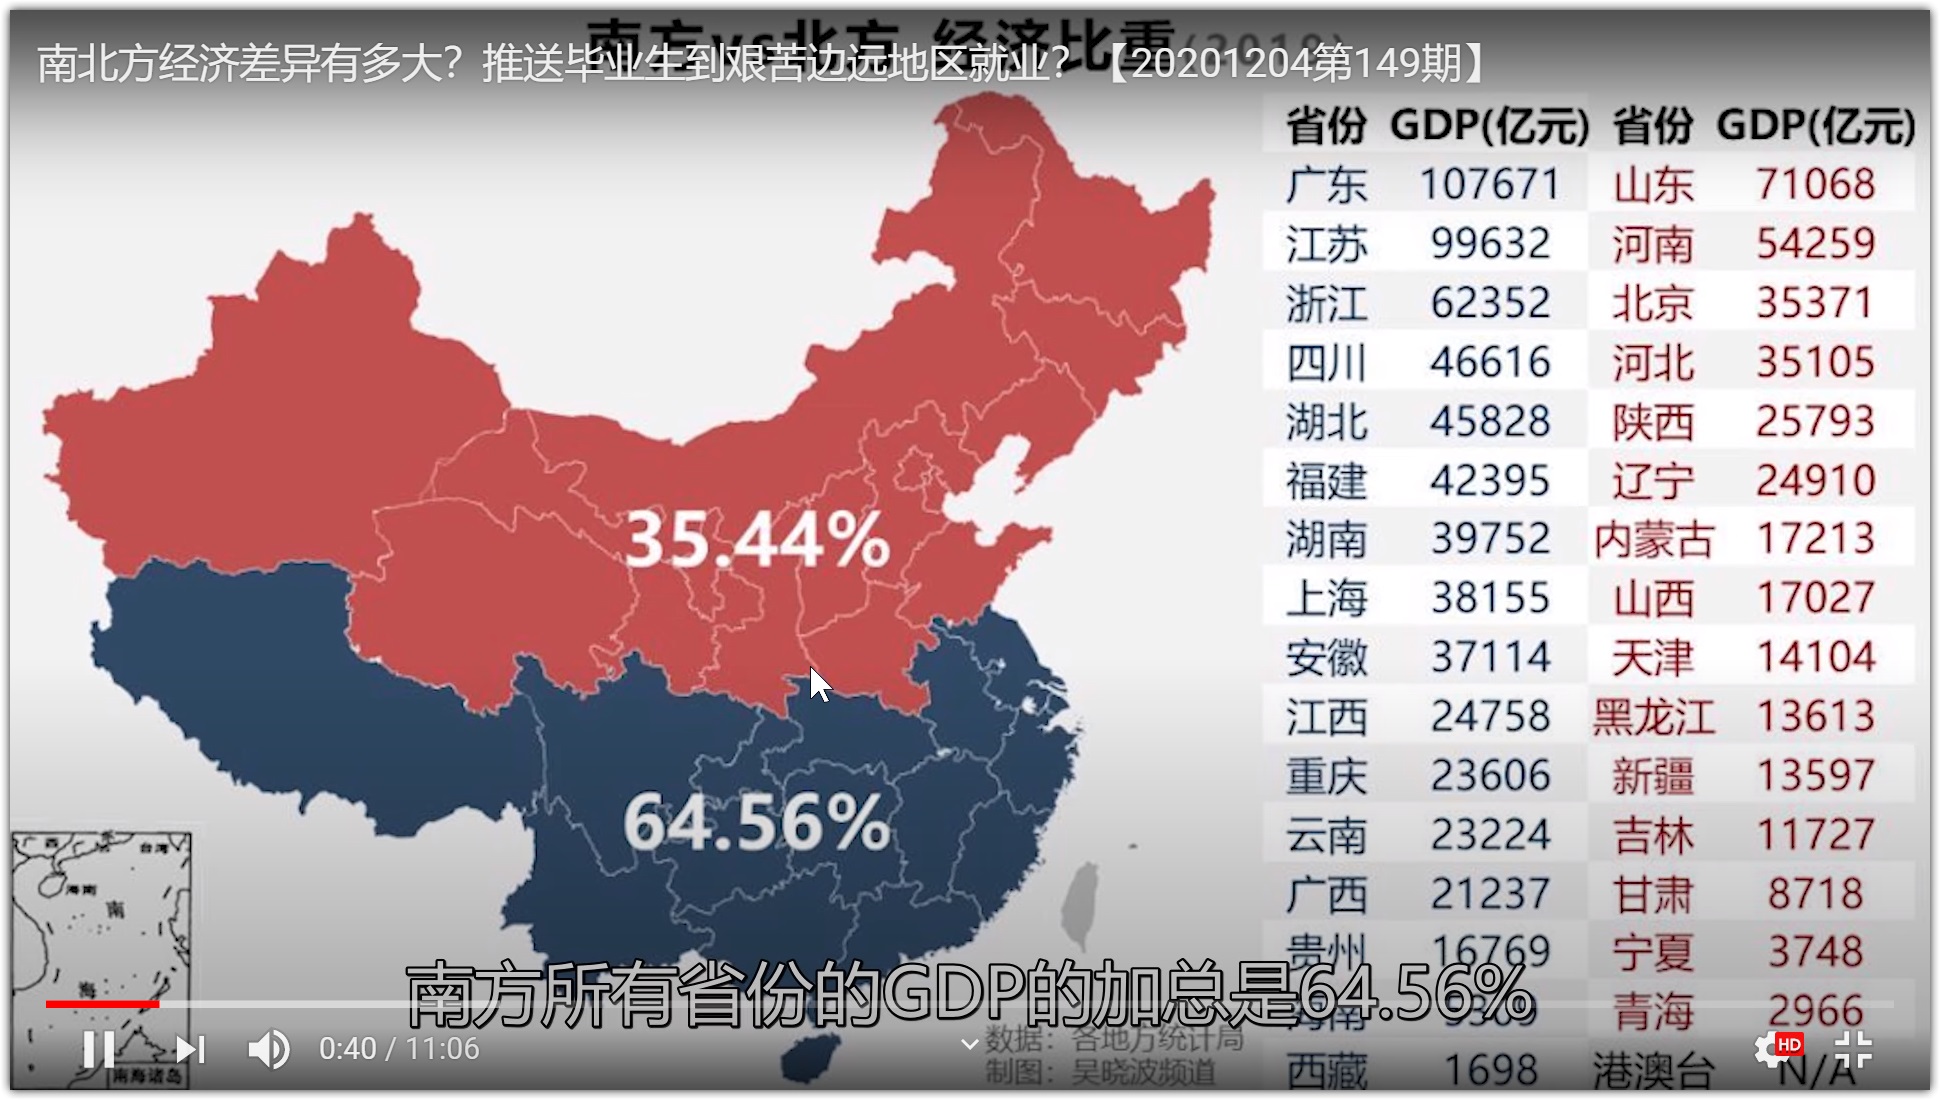 南方vs北方 经济比重(2019)
南北方经济差异有多大？推送毕业生到艰苦边远地区就业？【20201204第149期】
省份 GDP(亿元) 省份 GDP(亿元)
广东 107671 山东 71068
江苏 99632 河南 54259
浙江 62352 北京 35371
四川 46616 河北 35105
湖北 45828 陕西 25793
福建 42395 辽宁 24910
湖南 39752 内蒙古 17213
上海 38155 山西 17027
安徽 37114 天津 14104
江西 24758 黑龙江 13613
重庆 23606 新疆 13597
云南 23224 吉林 11727
广西 21237 甘肃 8718
贵州 16769 宁夏 3748
海南 5309 青海 2966
西藏 1698 港澳台 N/A
35.44%
64.56%
广西
台湾
海南
南
海
南海诸岛
南方所有省份的GDP的加总是64.56%
数据：各地方统计局
制图：吴晓波频道
0:40 / 11:06
HD